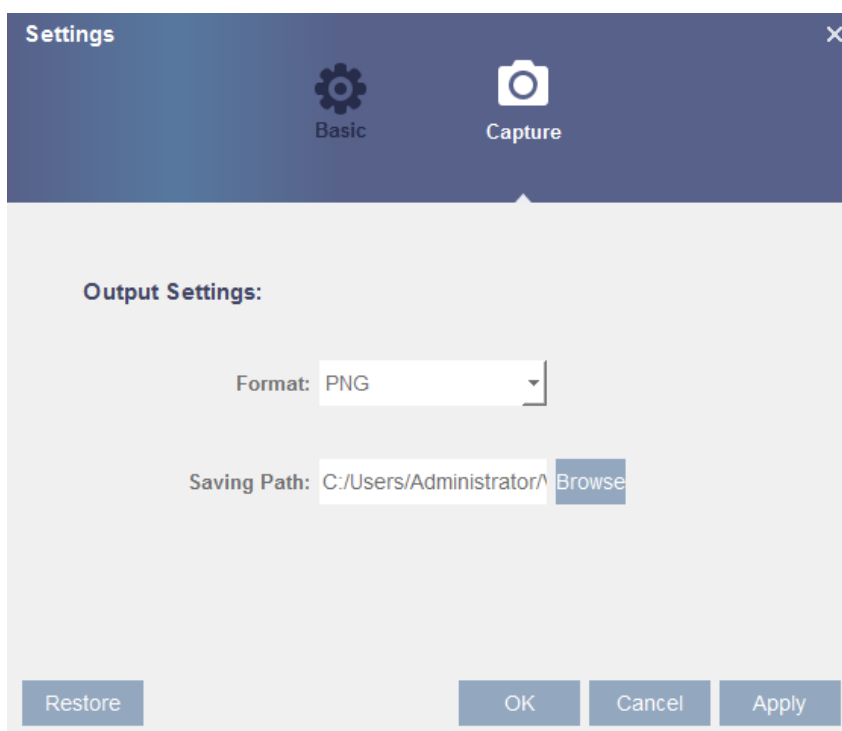 Settings
Basic
Capture
Output Settings:
Format: PNG
Saving Path: C:/Users/Administrator/ Browse
Restore OK Cancel Apply